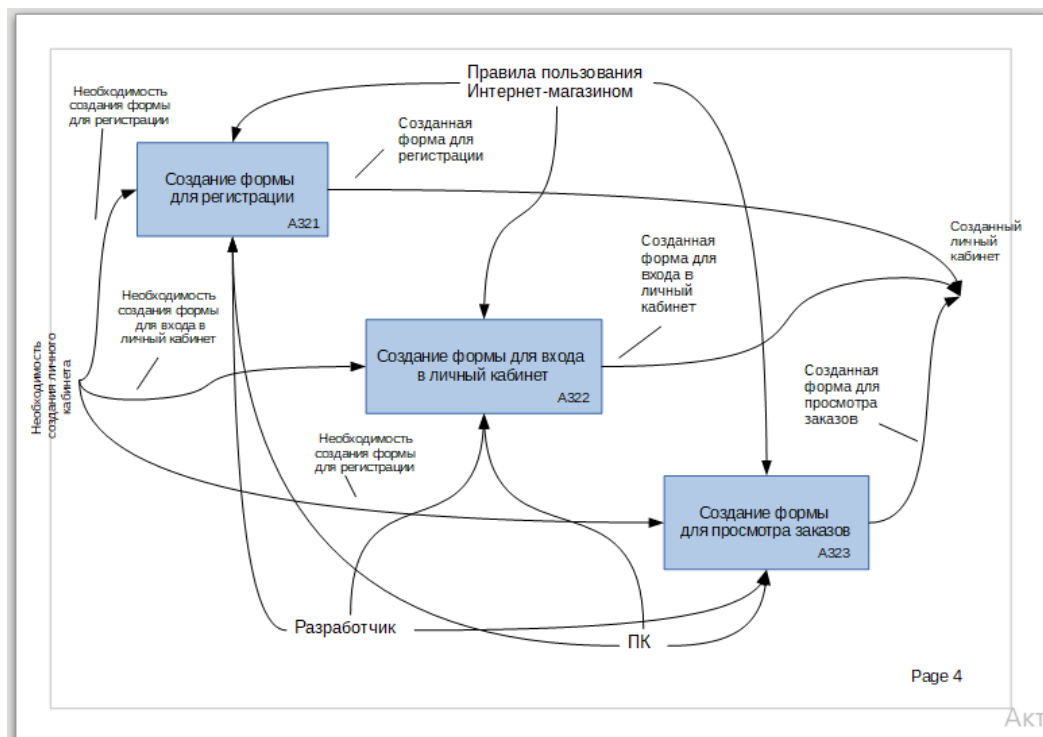 Правила пользования
Интернет-магазином
Необходимость
создания формы
для регистрации
Созданная
форма для
регистрации
Создание формы
для регистрации
A321
Созданная
форма для
входа в
личный
кабинет
Созданный
личный
кабинет
Необходимость
создания формы
для входа в
личный кабинет
Необходимость
создания личного
кабинета
Создание формы для входа
в личный кабинет
A322
Созданная
форма для
просмотра
заказов
Необходимость
создания формы
для регистрации
Создание формы
для просмотра заказов
A323
Разработчик
ПК
Page 4
Акт